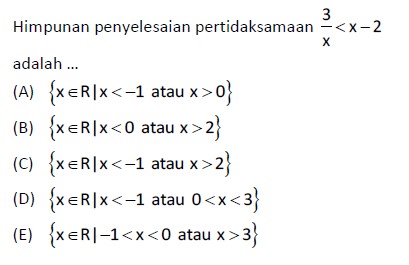 Himpunan penyelesaian pertidaksamaan 3/x < x − 2
adalah ...
(A) {x ∈ R | x < −1 atau x > 0}
(B) {x ∈ R | x < 0 atau x > 2}
(C) {x ∈ R | x < −1 atau x > 2}
(D) {x ∈ R | x < −1 atau 0 < x < 3}
(E) {x ∈ R | −1 < x < 0 atau x > 3}